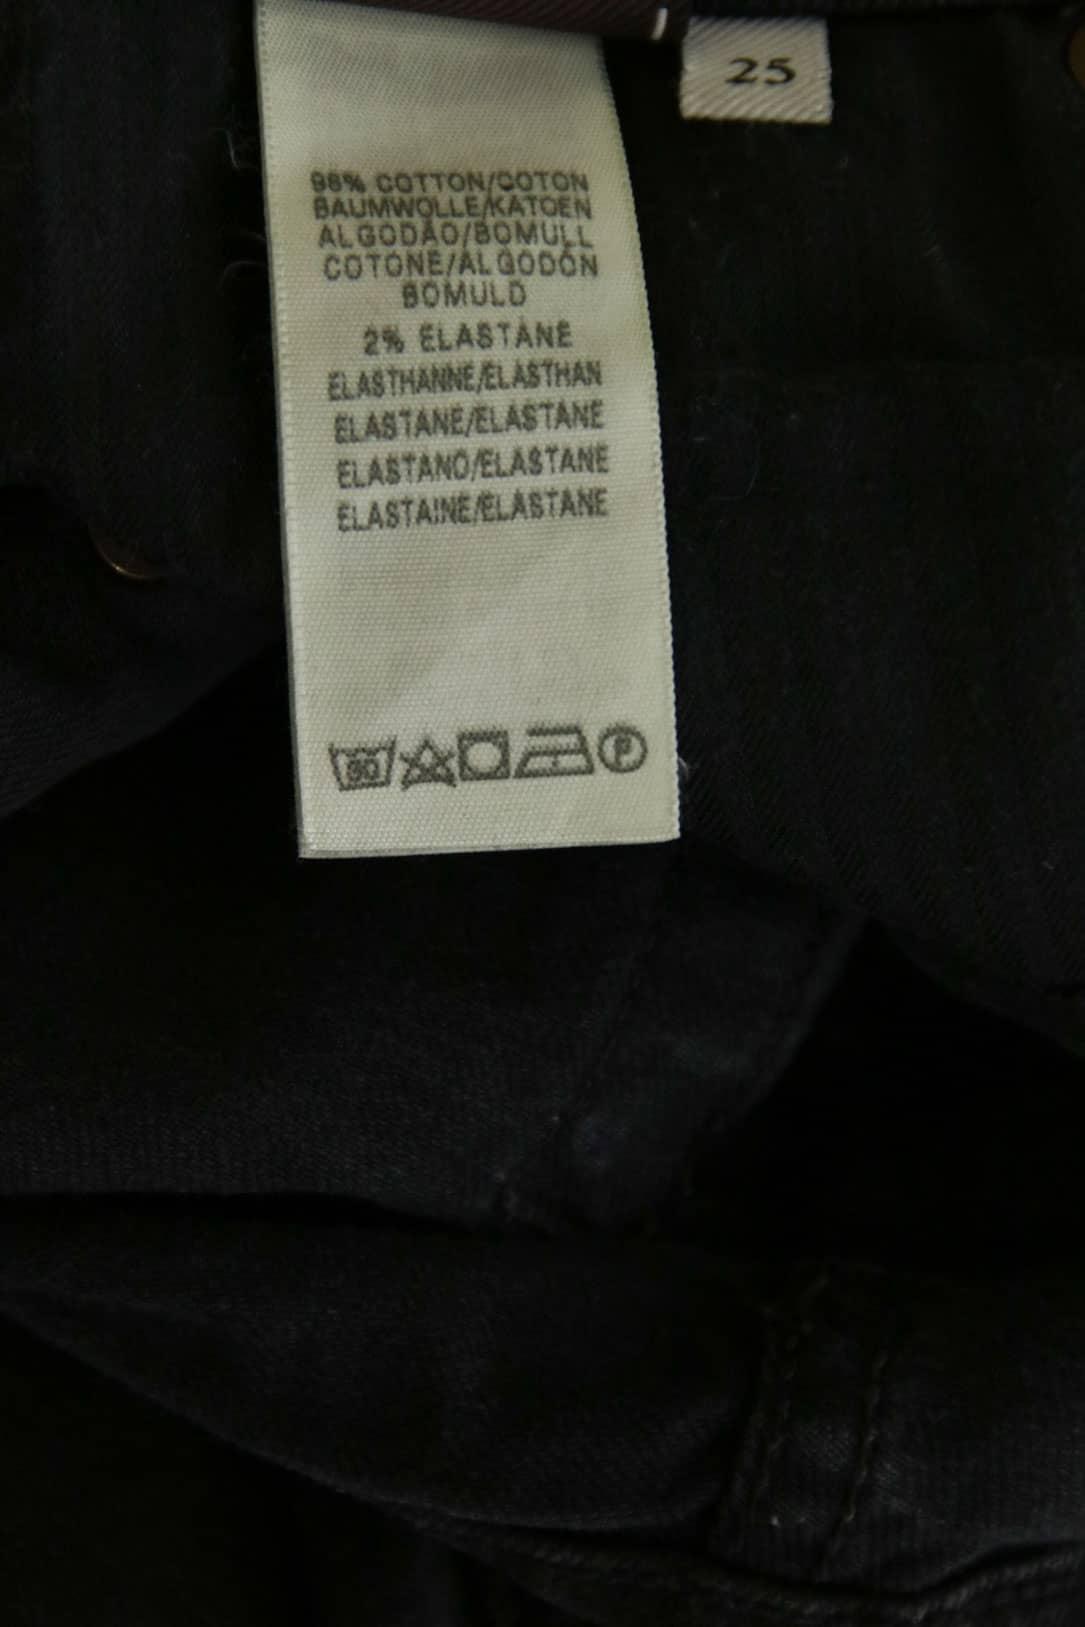 25
98% COTTON/COTON
BAUMWOLLE/KATOEN
ALGODÃO/BOMULL
COTONE/ALGODÓN
BOMULD
2% ELASTANE
ELASTHANNE/ELASTHAN
ELASTANE/ELASTANE
ELASTANO/ELASTANE
ELASTAINE/ELASTANE
30
P